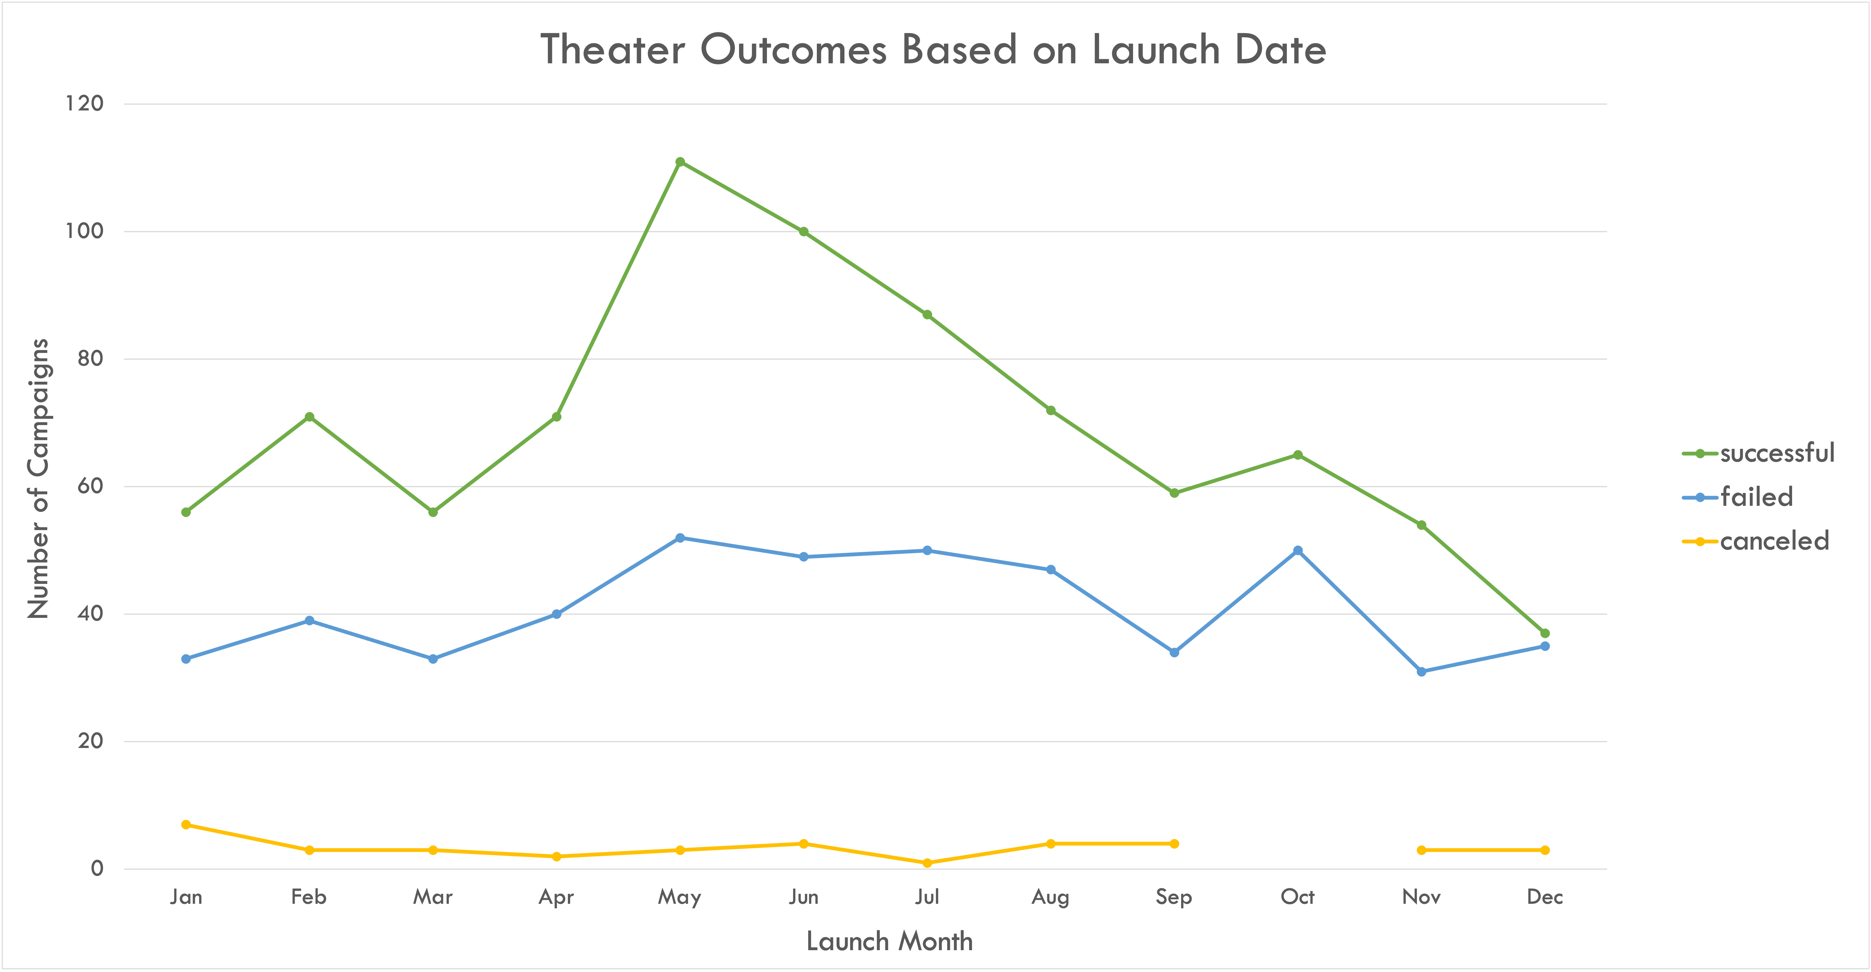 Theater Outcomes Based on Launch Date
120
100
80
60
40
20
0
Number of Campaigns
Jan Feb Mar Apr May Jun Jul Aug Sep Oct Nov Dec
Launch Month
successful
failed
canceled